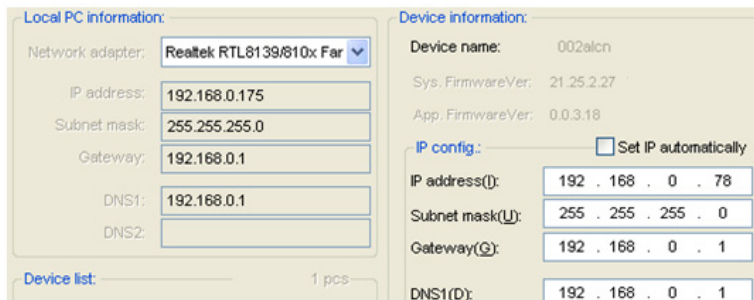 Local PC information:
Network adapter: Realtek RTL8139/810x Far
IP address: 192.168.0.175
Subnet mask: 255.255.255.0
Gateway: 192.168.0.1
DNS1: 192.168.0.1
DNS2:
Device list: 1 pcs
Device information:
Device name: 002alcn
Sys. FirmwareVer: 21.25.2.27
App. FirmwareVer: 0.0.3.18
IP config.: Set IP automatically
IP address(I): 192 . 168 . 0 . 78
Subnet mask(U): 255 . 255 . 255 . 0
Gateway(G): 192 . 168 . 0 . 1
DNS1(D): 192 . 168 . 0 . 1